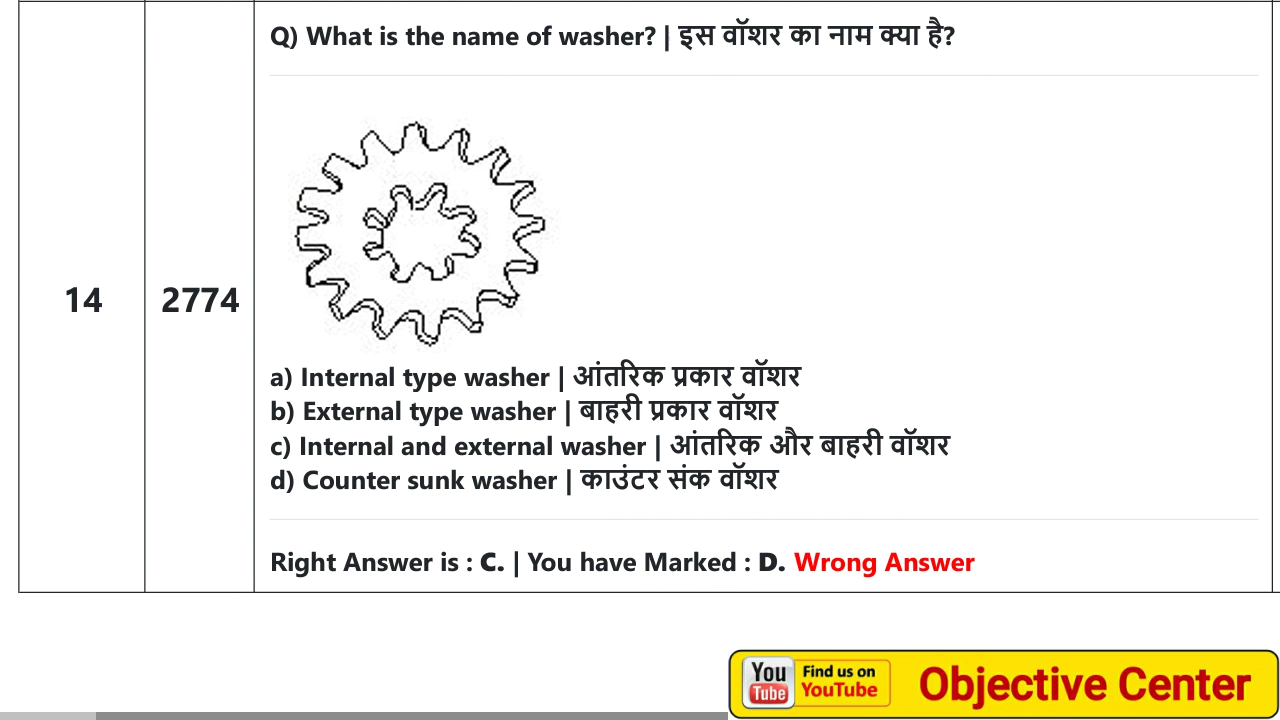 Q) What is the name of washer? | इस वॉशर का नाम क्या है?
14
2774
a) Internal type washer | आंतरिक प्रकार वॉशर
b) External type washer | बाहरी प्रकार वॉशर
c) Internal and external washer | आंतरिक और बाहरी वॉशर
d) Counter sunk washer | काउंटर संक वॉशर
Right Answer is : C. | You have Marked : D. Wrong Answer
You
Tube
Find us on
YouTube
Objective Center